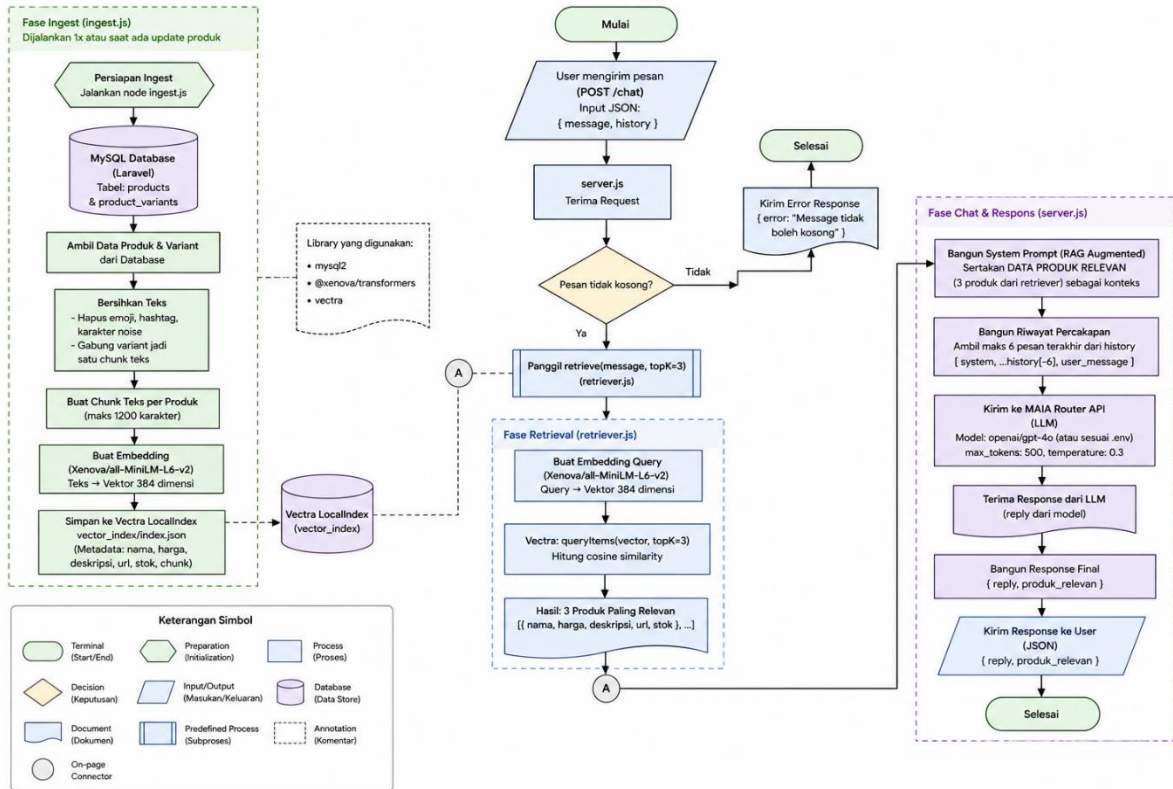 Fase Ingest (ingest.js)
Dijalankan 1x atau saat ada update produk
Persiapan Ingest
Jalankan node ingest.js
MySQL Database
(Laravel)
Tabel: products
& product_variants
Ambil Data Produk & Variant
dari Database
Bersihkan Teks
- Hapus emoji, hashtag,
karakter noise
- Gabung variant jadi
satu chunk teks
Buat Chunk Teks per Produk
(maks 1200 karakter)
Buat Embedding
(Xenova/all-MiniLM-L6-v2)
Teks → Vektor 384 dimensi
Simpan ke Vectra LocalIndex
vector_index/index.json
(Metadata: nama, harga,
deskripsi, url, stok, chunk)
Library yang digunakan:
• mysql2
• @xenova/transformers
• vectra
Vectra LocalIndex
(vector_index)
A
Mulai
User mengirim pesan
(POST /chat)
Input JSON:
{ message, history }
server.js
Terima Request
Pesan tidak kosong?
Tidak
Ya
Kirim Error Response
{ error: "Message tidak
boleh kosong" }
Selesai
Panggil retrieve(message, topK=3)
(retriever.js)
Fase Retrieval (retriever.js)
Buat Embedding Query
(Xenova/all-MiniLM-L6-v2)
Query → Vektor 384 dimensi
Vectra: queryItems(vector, topK=3)
Hitung cosine similarity
Hasil: 3 Produk Paling Relevan
[{ nama, harga, deskripsi, url, stok }, ...]
A
Fase Chat & Respons (server.js)
Bangun System Prompt (RAG Augmented)
Sertakan DATA PRODUK RELEVAN
(3 produk dari retriever) sebagai konteks
Bangun Riwayat Percakapan
Ambil maks 6 pesan terakhir dari history
[ system, ...history[-6], user_message ]
Kirim ke MAIA Router API
(LLM)
Model: openai/gpt-4o (atau sesuai .env)
max_tokens: 500, temperature: 0.3
Terima Response dari LLM
(reply dari model)
Bangun Response Final
{ reply, produk_relevan }
Kirim Response ke User
(JSON)
{ reply, produk_relevan }
Selesai
Keterangan Simbol
Terminal
(Start/End)
Preparation
(Initialization)
Process
(Proses)
Decision
(Keputusan)
Input/Output
(Masukan/Keluaran)
Database
(Data Store)
Document
(Dokumen)
Predefined Process
(Subproses)
Annotation
(Komentar)
A
On-page
Connector